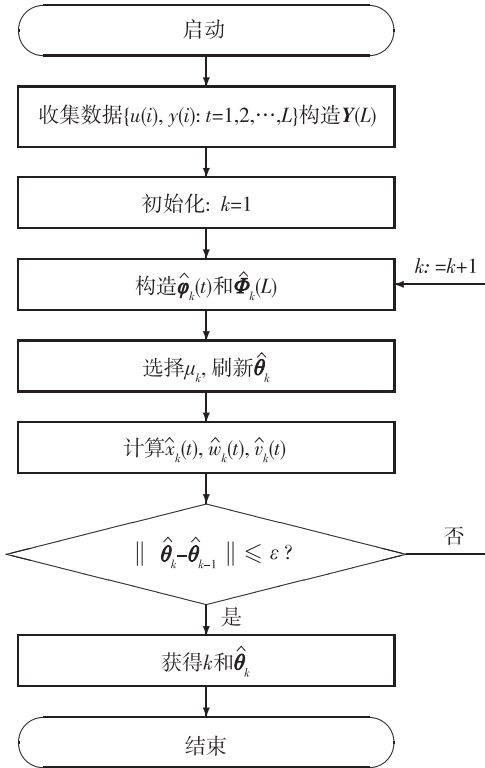 启动
收集数据{u(i), y(i): t=1,2,⋯,L}构造Y(L)
初始化: k=1
k: =k+1
构造φ̂ₖ(t)和Φ̂ₖ(L)
选择μₖ, 刷新θ̂ₖ
计算x̂ₖ(t), ŵₖ(t), v̂ₖ(t)
‖ θ̂ₖ–θ̂ₖ₋₁ ‖ ⩽ ε ?
否
是
获得k和θ̂ₖ
结束